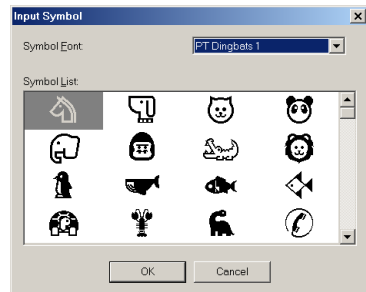 Input Symbol
Symbol Font
PT Dingbats 1
Symbol List
OK
Cancel